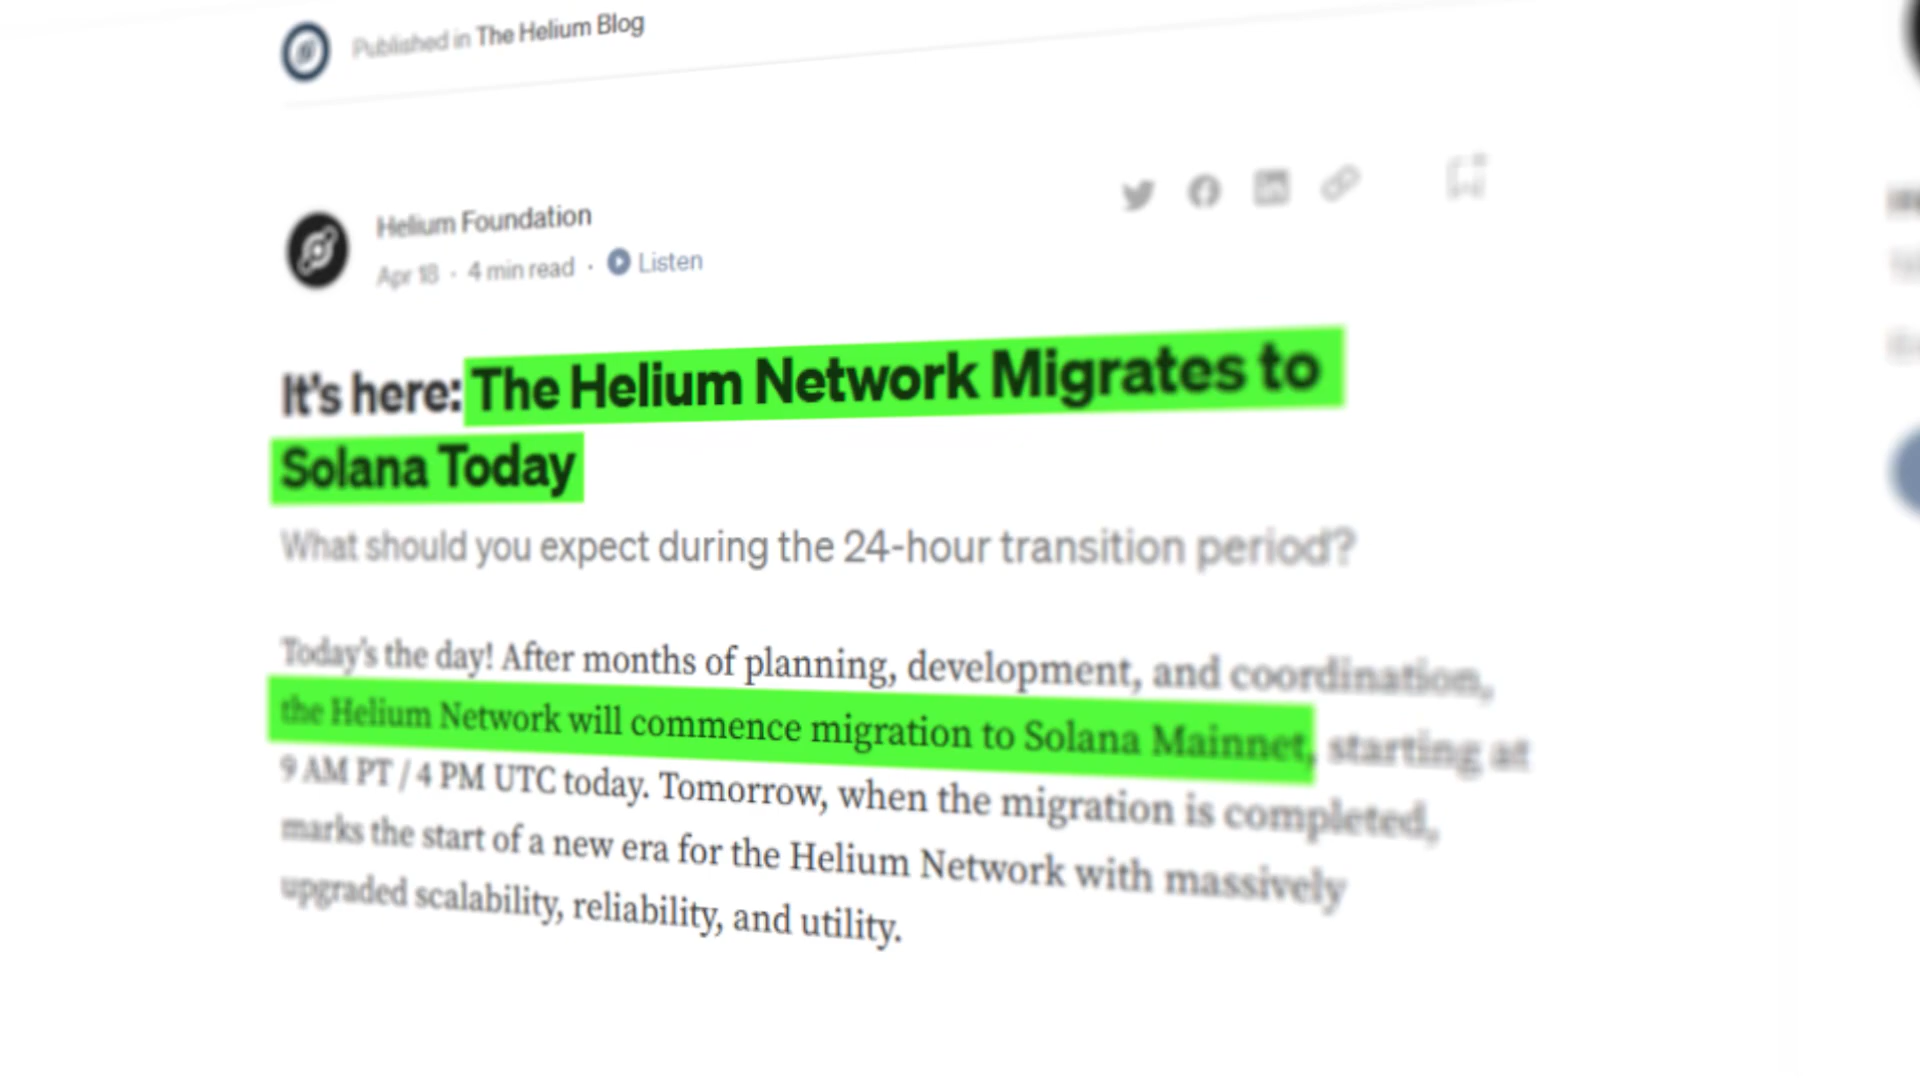 Published in The Helium Blog
Helium Foundation
Apr 18 · 4 min read · Listen
It's here: The Helium Network Migrates to
Solana Today
What should you expect during the 24-hour transition period?
Today's the day! After months of planning, development, and coordination,
the Helium Network will commence migration to Solana Mainnet, starting at
9 AM PT / 4 PM UTC today. Tomorrow, when the migration is completed,
marks the start of a new era for the Helium Network with massively
upgraded scalability, reliability, and utility.